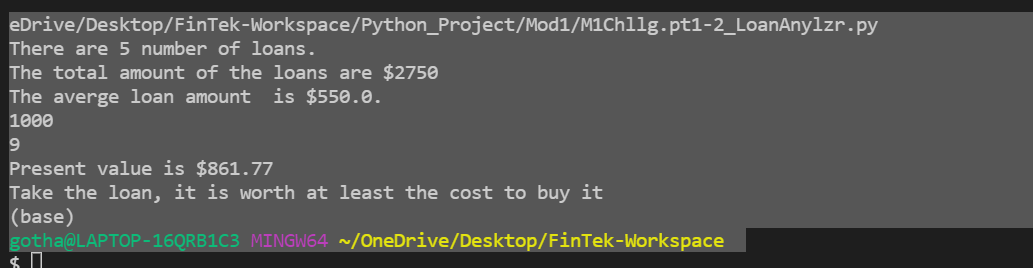 eDrive/Desktop/FinTek-Workspace/Python_Project/Mod1/M1Chllg.pt1-2_LoanAnylzr.py
There are 5 number of loans.
The total amount of the loans are $2750
The averge loan amount  is $550.0.
1000
9
Present value is $861.77
Take the loan, it is worth at least the cost to buy it
(base)
gotha@LAPTOP-16QRB1C3 MINGW64 ~/OneDrive/Desktop/FinTek-Workspace
$